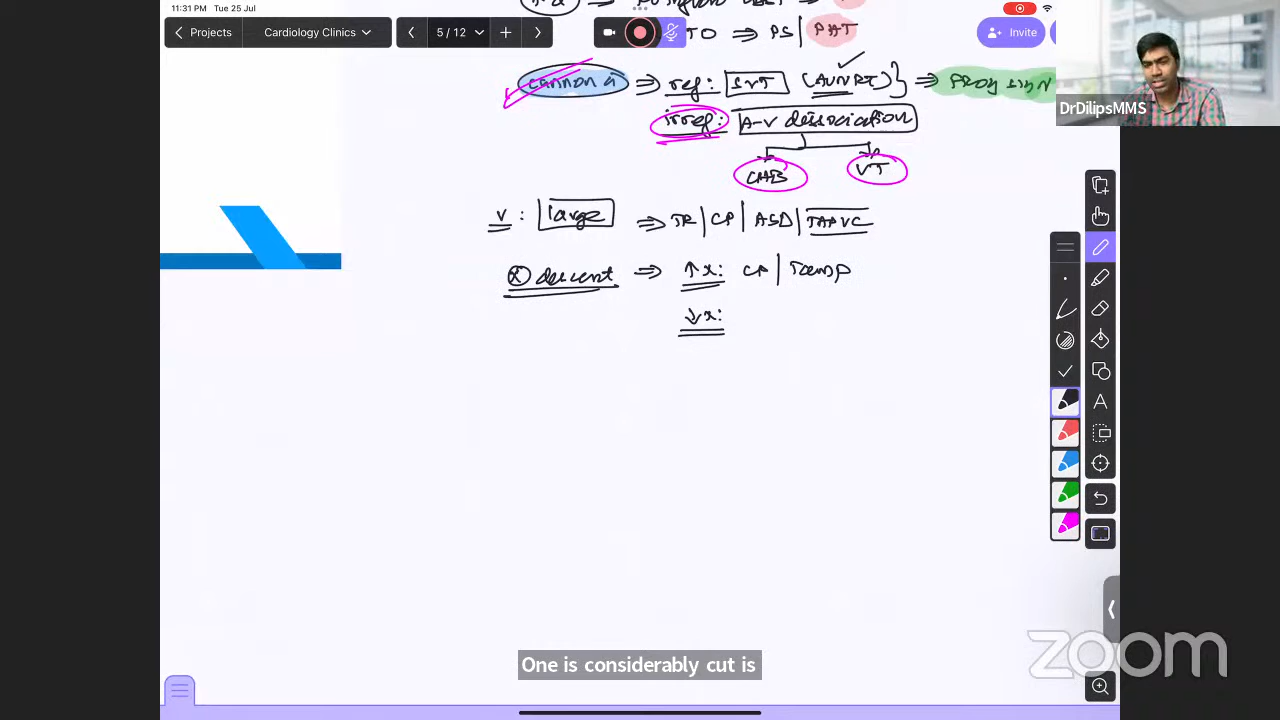 11:31 PM Tue 25 Jul
Projects Cardiology Clinics 5 / 12 Invite
TO ⇒ PS | PAT
cannon a ⇒ reg: SVT (AVNRT)} ⇒ FROG SIGN
DrDilipsMMS
irreg: A-V dissociation
CHB VT
v : large ⇒ TR | CP | ASD | TAPVC
x descent ⇒ ↑x: CP | Tamp
↓x:
A
One is considerably cut is
zoom